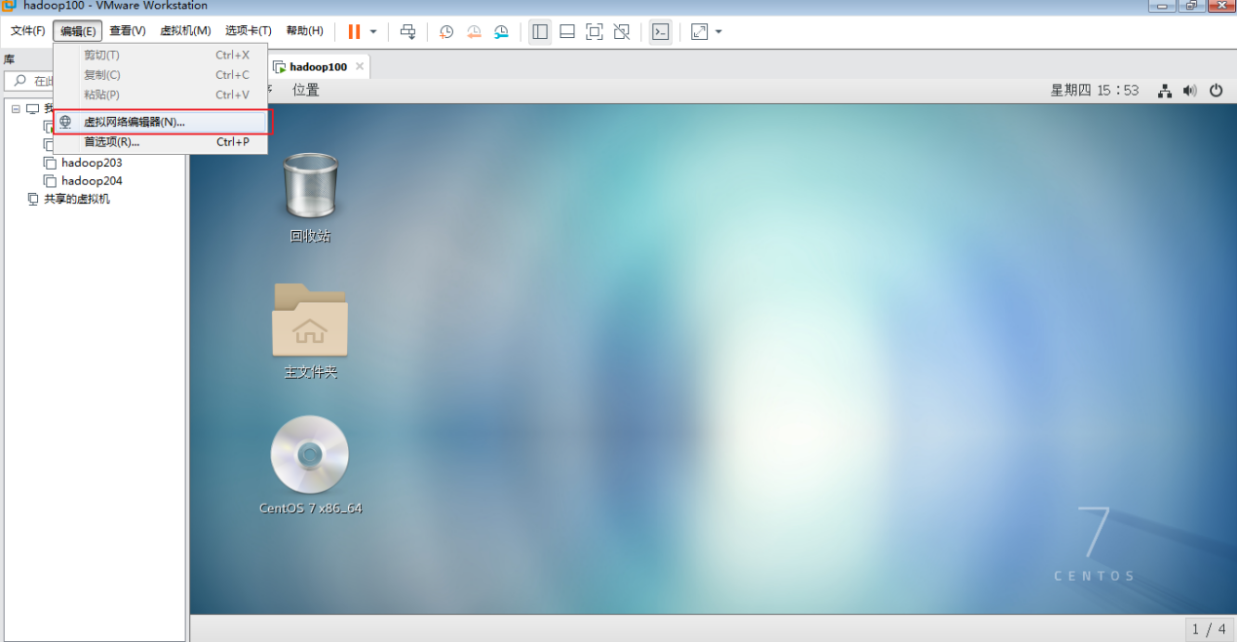 hadoop100 - VMware Workstation
文件(F) 编辑(E) 查看(V) 虚拟机(M) 选项卡(T) 帮助(H)
库
在此
剪切(T) Ctrl+X
复制(C) Ctrl+C
粘贴(P) Ctrl+V
虚拟网络编辑器(N)...
首选项(R)... Ctrl+P
我
hadoop203
hadoop204
共享的虚拟机
hadoop100
位置
星期四 15：53
回收站
主文件夹
CentOS 7 x86_64
7
CENTOS
1 / 4